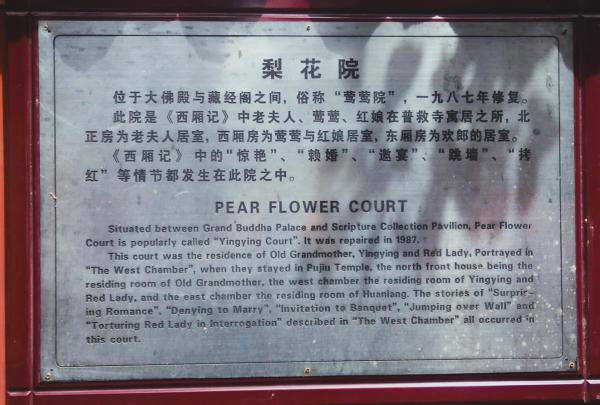 梨花院
位于大佛殿与藏经阁之间，俗称“莺莺院”，一九八七年修复。
此院是《西厢记》中老夫人、莺莺、红娘在普救寺寓居之所，北
正房为老夫人居室，西厢房为莺莺与红娘居室，东厢房为欢郎的居室。
《西厢记》中的“惊艳”、“赖婚”、“邀宴”、“跳墙”、“拷
红”等情节都发生在此院之中。
PEAR FLOWER COURT
Situated between Grand Buddha Palace and Scripture Collection Pavilion, Pear Flower
Court is popularly called “Yingying Court”. It was repaired in 1987.
This court was the residence of Old Grandmother, Yingying and Red Lady, Portrayed in
“The West Chamber”, when they stayed in Pujiu Temple, the north front house being the
residing room of Old Grandmother, the west chamber the residing room of Yingying and
Red Lady, and the east chamber the residing room of Huanlang. The stories of “Surpris-
ing Romance”, “Denying to Marry”, “Invitation to Banquet”, “Jumping over Wall” and
“Torturing Red Lady in Interrogation” described in “The West Chamber” all occurred in
this court.